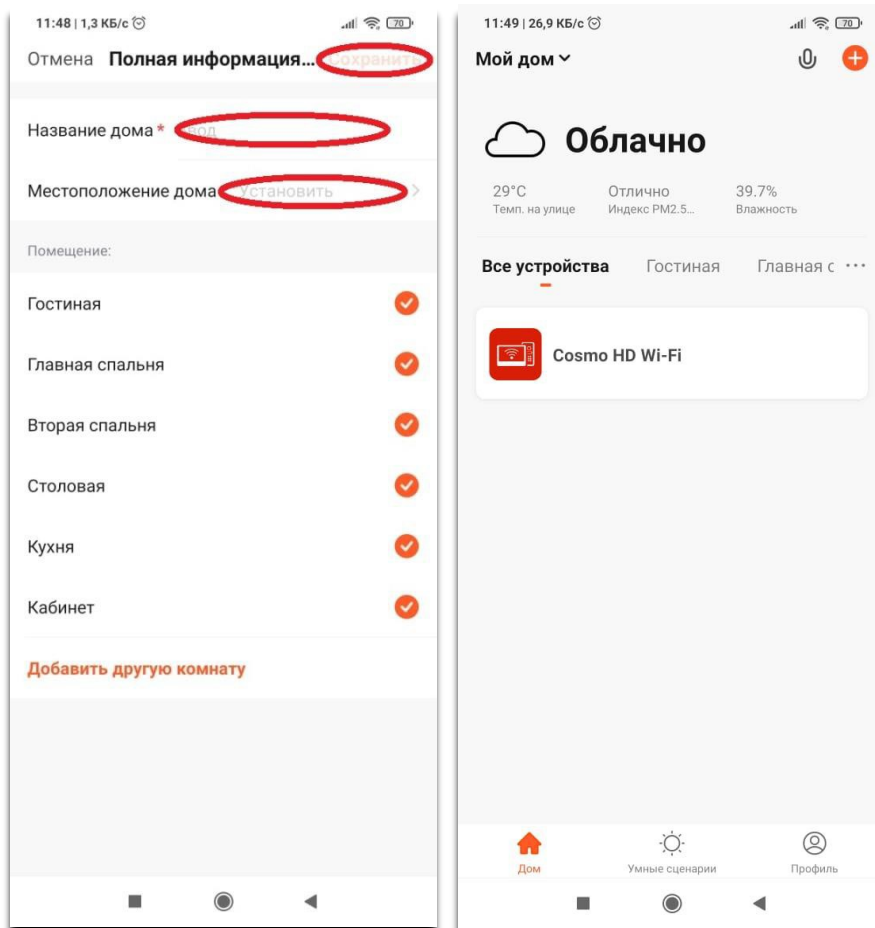 11:48 | 1,3 КБ/с
70
Отмена Полная информация... Сохранить
Название дома *
вод
Местоположение дома Установить
Помещение:
Гостиная
Главная спальня
Вторая спальня
Столовая
Кухня
Кабинет
Добавить другую комнату
11:49 | 26,9 КБ/с
70
Мой дом
Облачно
29°C Отлично 39.7%
Темп. на улице Индекс PM2.5... Влажность
Все устройства Гостиная Главная с ...
Cosmo HD Wi-Fi
Дом Умные сценарии Профиль